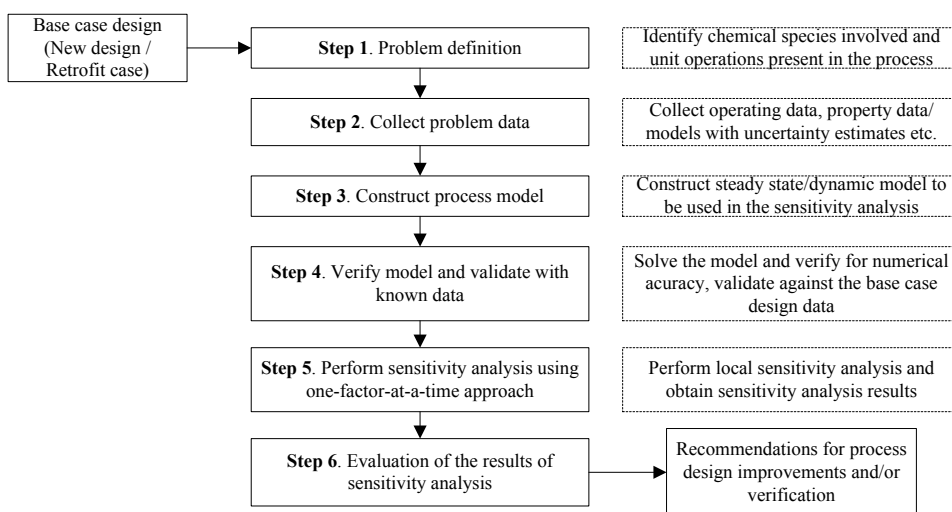 Base case design
(New design /
Retrofit case)
Step 1. Problem definition
Identify chemical species involved and
unit operations present in the process
Step 2. Collect problem data
Collect operating data, property data/
models with uncertainty estimates etc.
Step 3. Construct process model
Construct steady state/dynamic model to
be used in the sensitivity analysis
Step 4. Verify model and validate with
known data
Solve the model and verify for numerical
acuracy, validate against the base case
design data
Step 5. Perform sensitivity analysis using
one-factor-at-a-time approach
Perform local sensitivity analysis and
obtain sensitivity analysis results
Step 6. Evaluation of the results of
sensitivity analysis
Recommendations for process
design improvements and/or
verification